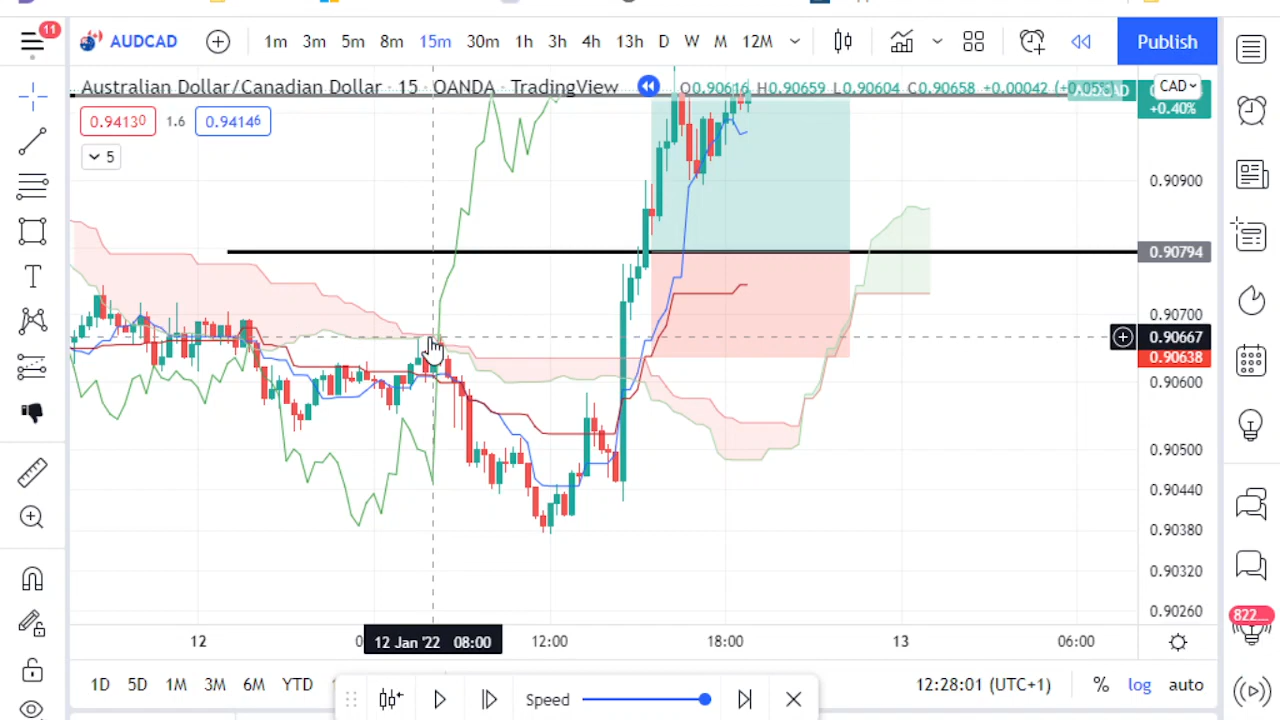 11
AUDCAD
1m 3m 5m 8m 15m 30m 1h 3h 4h 13h D W M 12M
Publish
Australian Dollar/Canadian Dollar · 15 · OANDA · TradingView
O0.90616 H0.90659 L0.90604 C0.90658 +0.00042
CAD
+0.40%
0.94130 1.6 0.94146
5
0.90900
0.90794
0.90700
0.90667
0.90638
0.90600
0.90500
0.90440
0.90380
0.90320
0.90260
822...
12 12 Jan '22 08:00 12:00 18:00 13 06:00
1D 5D 1M 3M 6M YTD
12:28:01 (UTC+1) % log auto
Speed